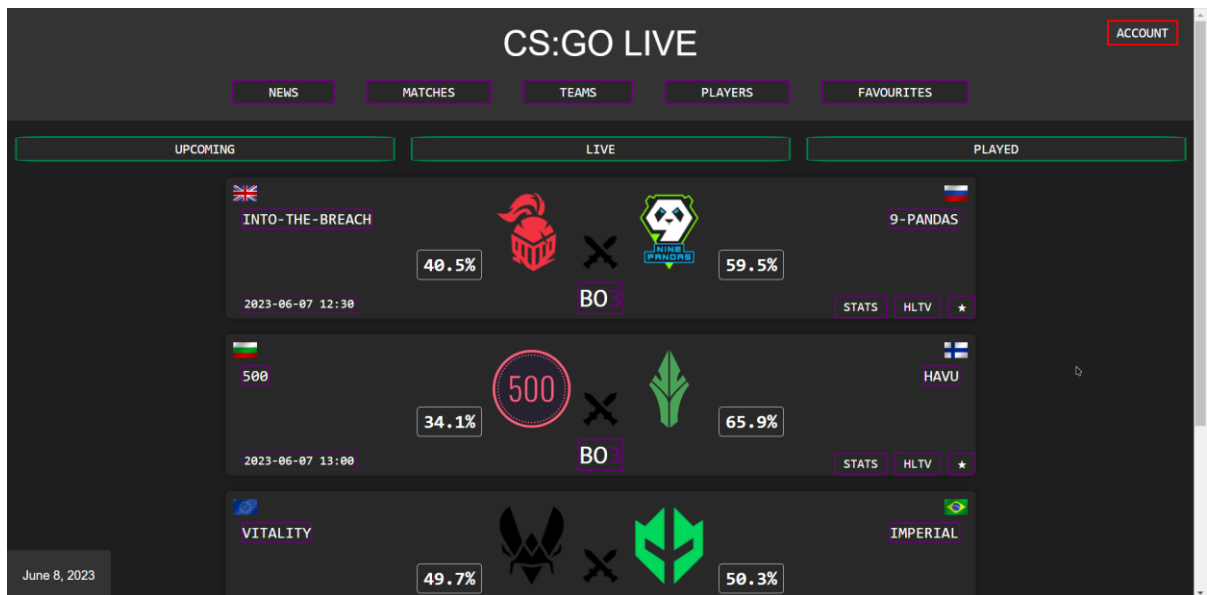 CS:GO LIVE
ACCOUNT
NEWS MATCHES TEAMS PLAYERS FAVOURITES
UPCOMING LIVE PLAYED
INTO-THE-BREACH 9-PANDAS
NINE
PANDAS
40.5% 59.5%
2023-06-07 12:30 BO3 STATS HLTV ★
500 500 HAVU
34.1% 65.9%
2023-06-07 13:00 BO3 STATS HLTV ★
VITALITY IMPERIAL
49.7% 50.3%
June 8, 2023